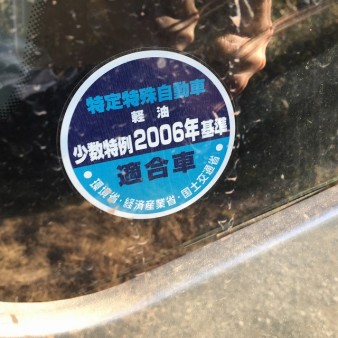 特定特殊自動車
軽油
少数特例2006年基準
適合車
・環境省・経済産業省・国土交通省・